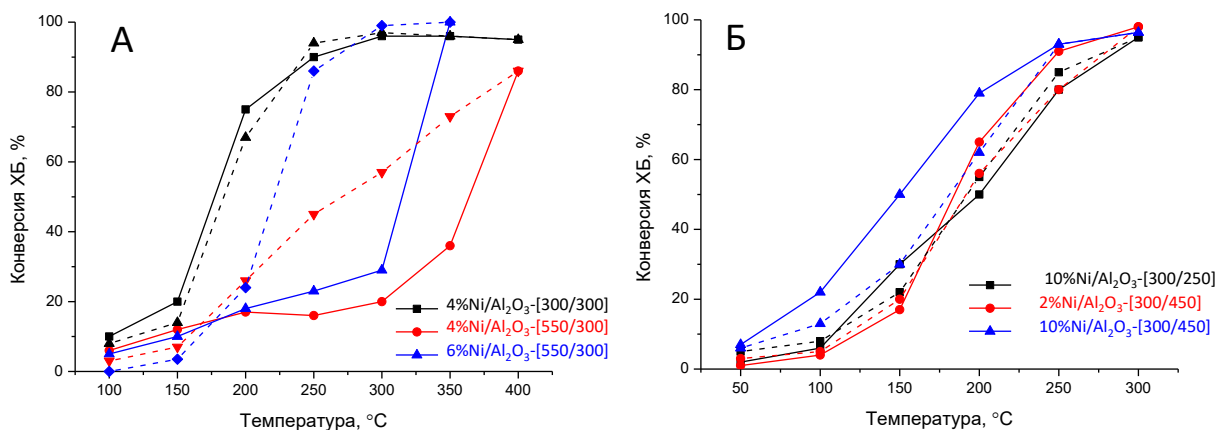 А
Конверсия ХБ, %
100
80
60
40
20
0
4%Ni/Al₂O₃-[300/300]
4%Ni/Al₂O₃-[550/300]
6%Ni/Al₂O₃-[550/300]
100 150 200 250 300 350 400
Температура, °C
Б
Конверсия ХБ, %
100
80
60
40
20
0
10%Ni/Al₂O₃-[300/250]
2%Ni/Al₂O₃-[300/450]
10%Ni/Al₂O₃-[300/450]
50 100 150 200 250 300
Температура, °C